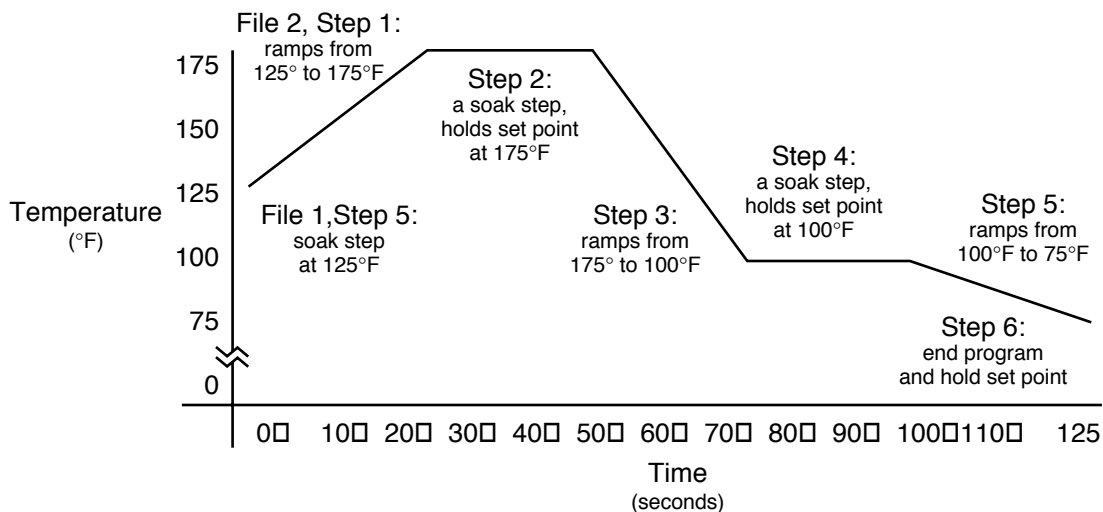 File 2, Step 1:
ramps from
125° to 175°F
175
Step 2:
a soak step,
holds set point
at 175°F
150
Step 4:
a soak step,
holds set point
at 100°F
125
Temperature
(°F)
File 1,Step 5:
soak step
at 125°F
Step 3:
ramps from
175° to 100°F
Step 5:
ramps from
100°F to 75°F
100
75
Step 6:
end program
and hold set point
0
0□ 10□ 20□ 30□ 40□ 50□ 60□ 70□ 80□ 90□ 100□110□ 125
Time
(seconds)